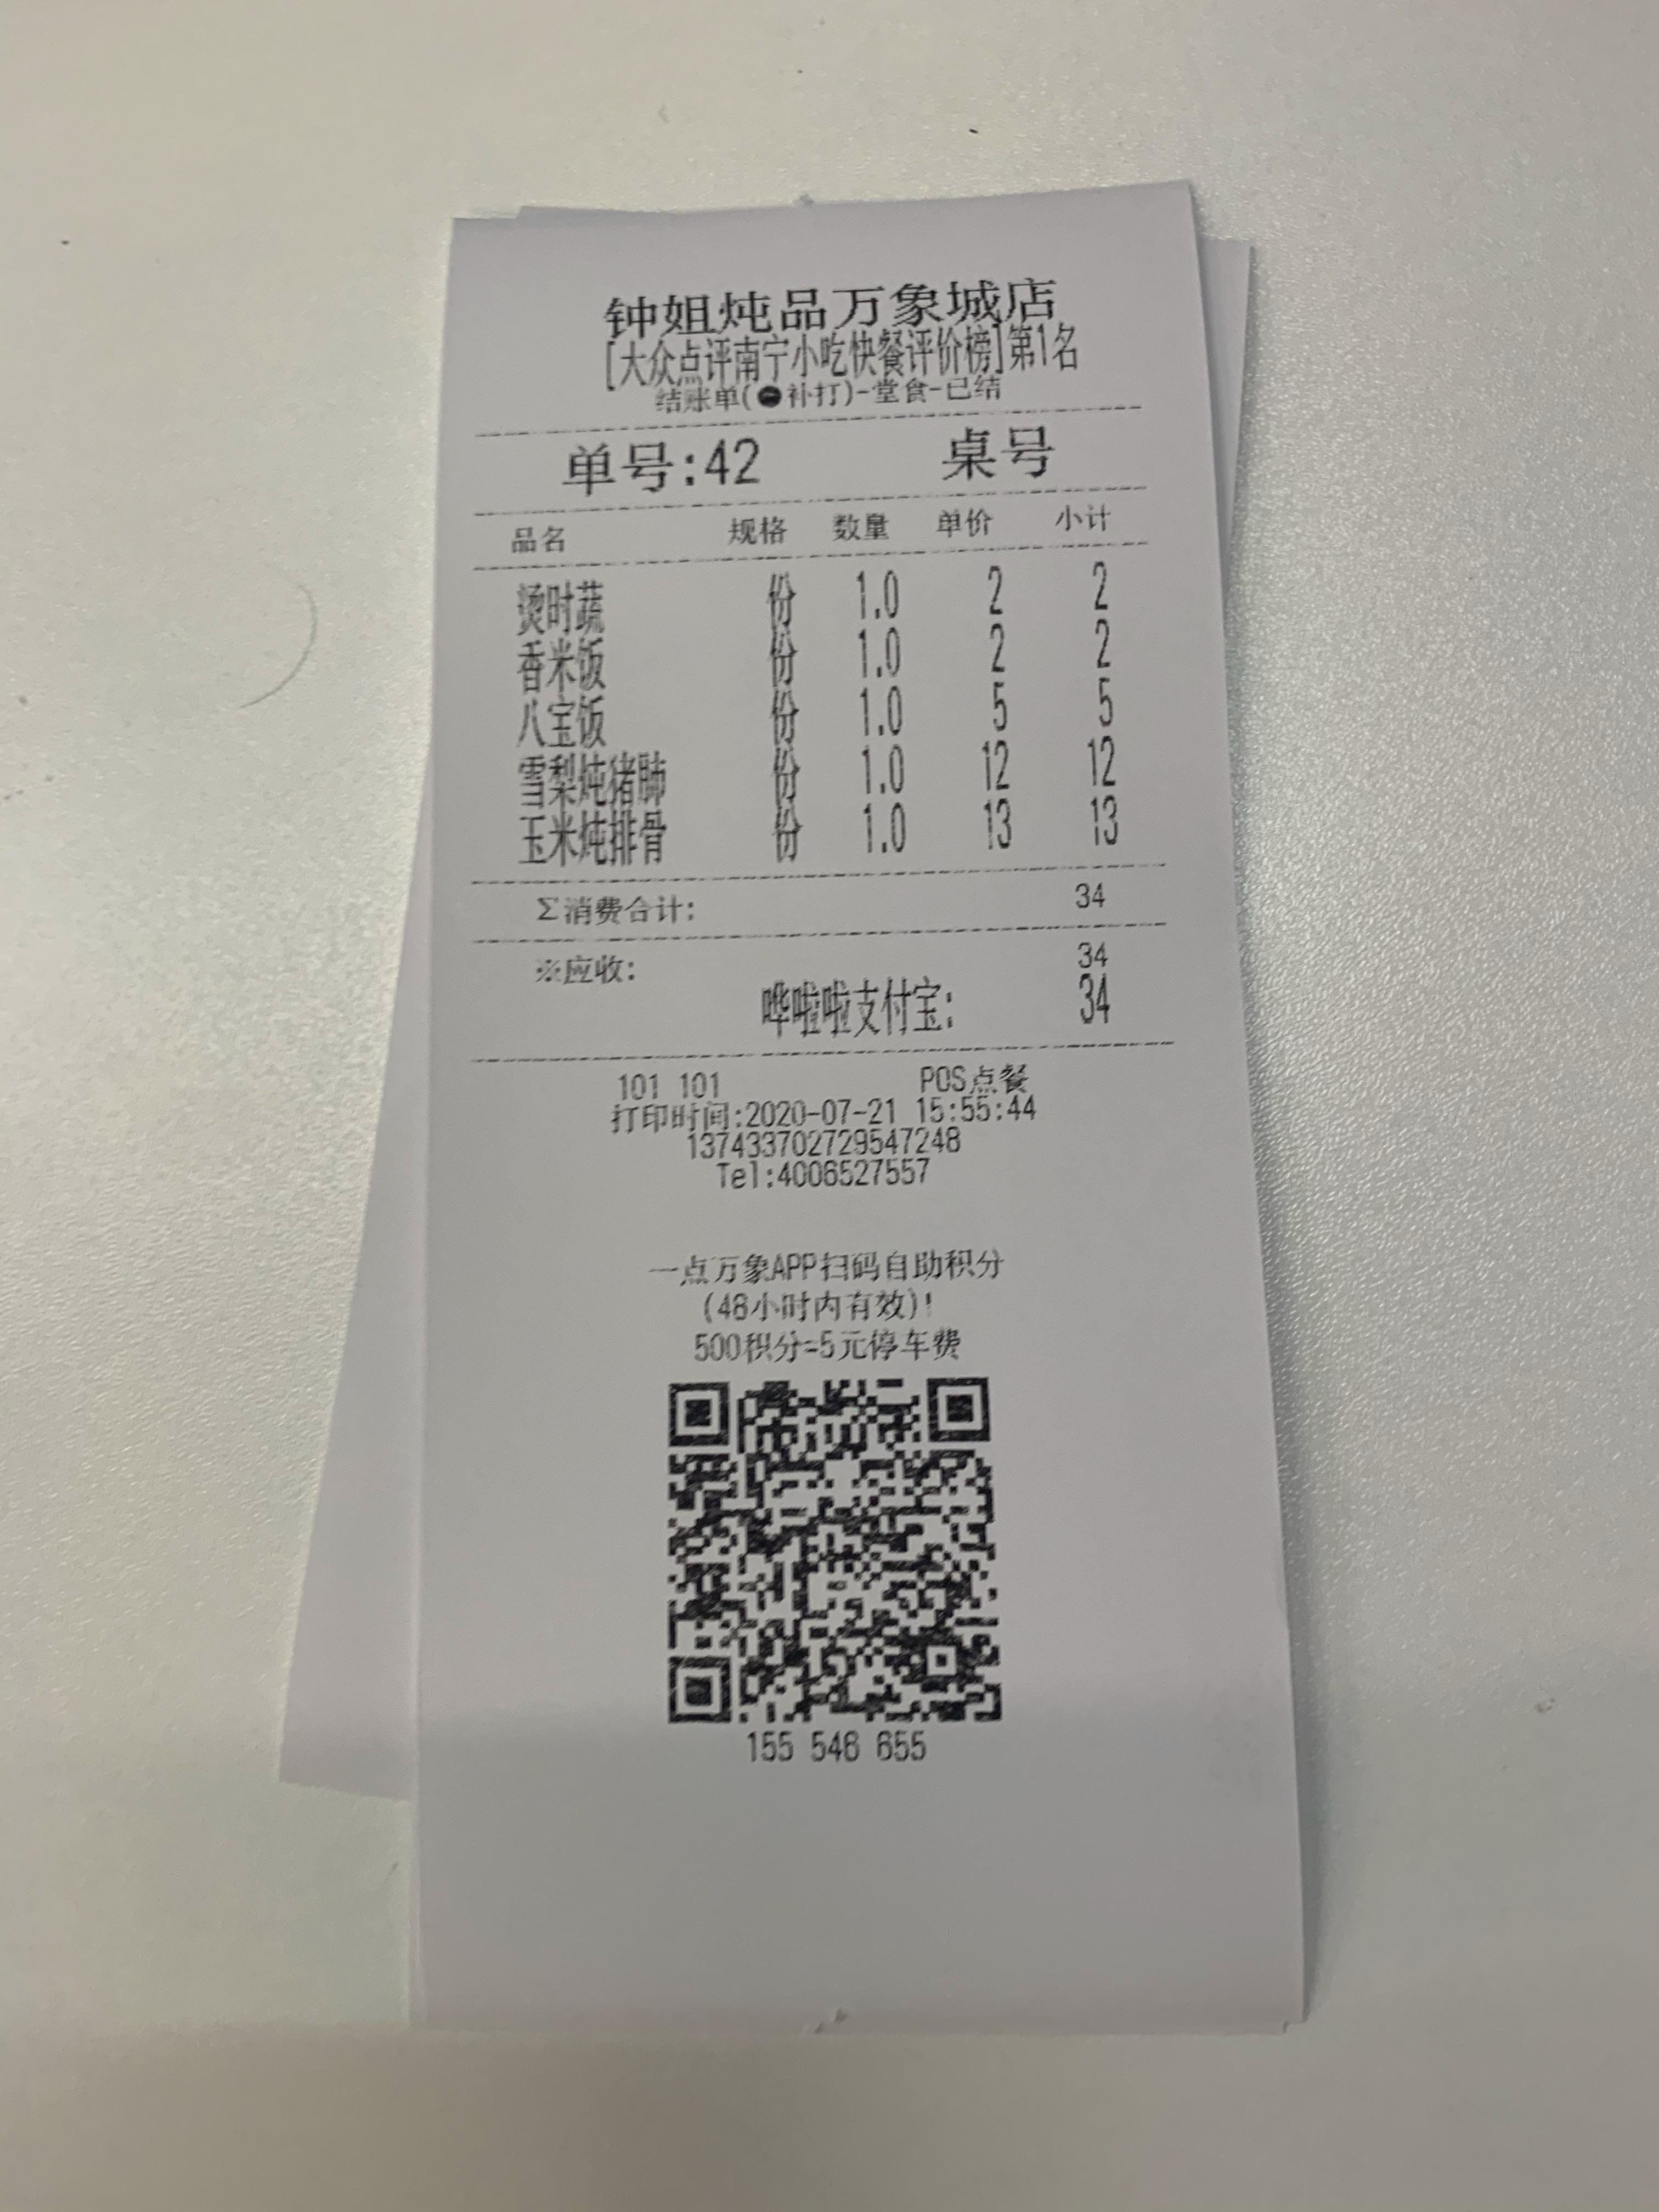 钟姐炖品万象城店
[大众点评南宁小吃快餐评价榜]第1名
结账单(补打)-堂食-已结
单号:42 桌号
品名 规格 数量 单价 小计
烫时蔬 份 1.0 2 2
香米饭 份 1.0 2 2
八宝饭 份 1.0 5 5
雪梨炖猪肺 份 1.0 12 12
玉米炖排骨 份 1.0 13 13
Σ消费合计: 34
※应收: 34
哗啦啦支付宝: 34
101 101 POS点餐
打印时间:2020-07-21 15:55:44
137433702729547248
Tel:4006527557
一点万象APP扫码自助积分
(48小时内有效)!
500积分=5元停车费
155 546 655